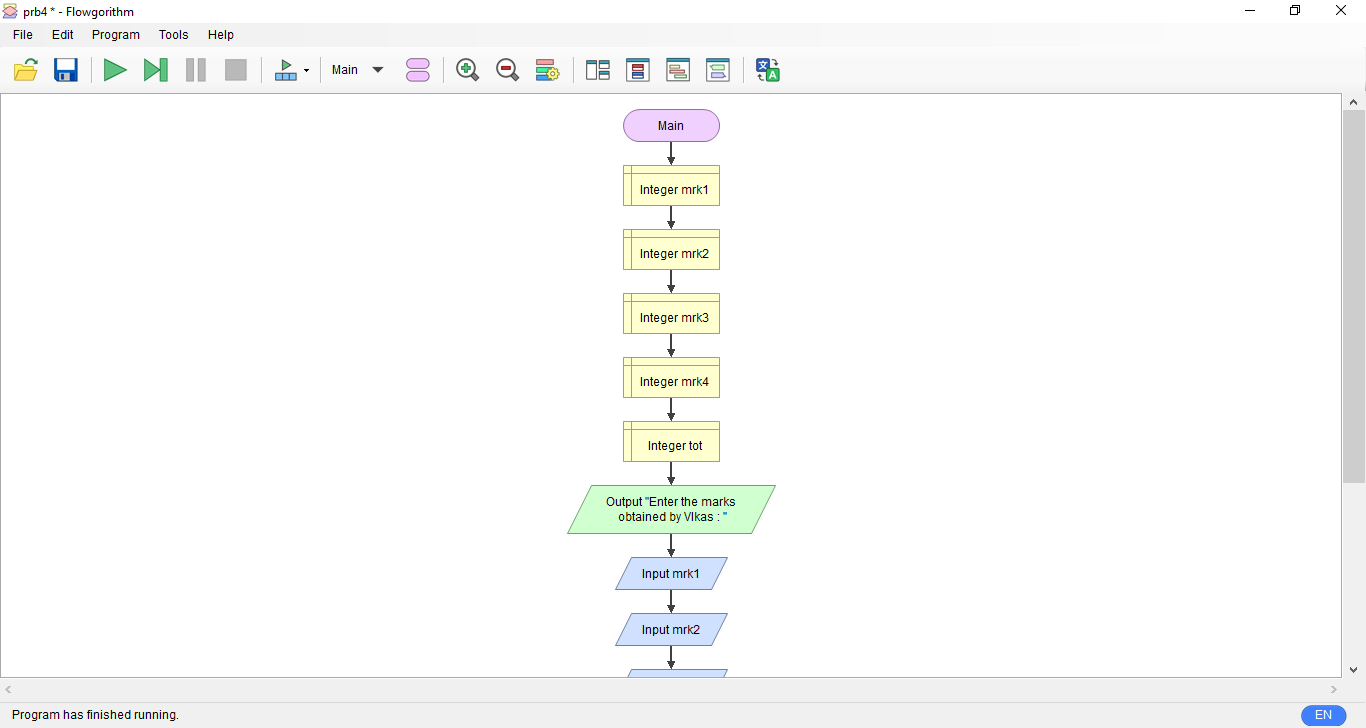 prb4 * - Flowgorithm
File Edit Program Tools Help
Main
文
A
Main
Integer mrk1
Integer mrk2
Integer mrk3
Integer mrk4
Integer tot
Output "Enter the marks
obtained by VIkas : "
Input mrk1
Input mrk2
Program has finished running.
EN